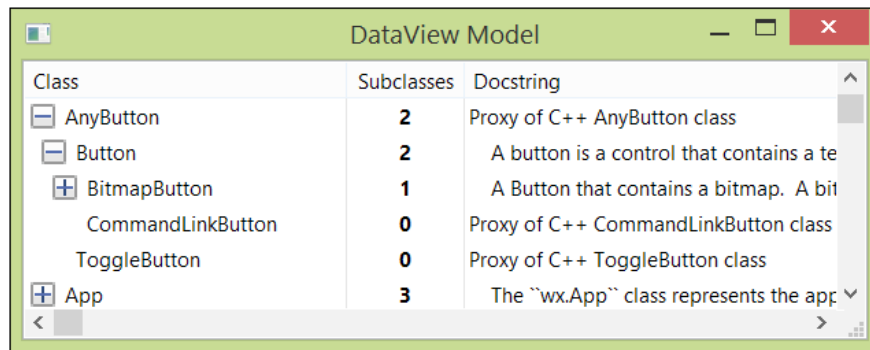 DataView Model
Class Subclasses Docstring
AnyButton 2 Proxy of C++ AnyButton class
Button 2 A button is a control that contains a te
BitmapButton 1 A Button that contains a bitmap. A bit
CommandLinkButton 0 Proxy of C++ CommandLinkButton class
ToggleButton 0 Proxy of C++ ToggleButton class
App 3 The ``wx.App`` class represents the app